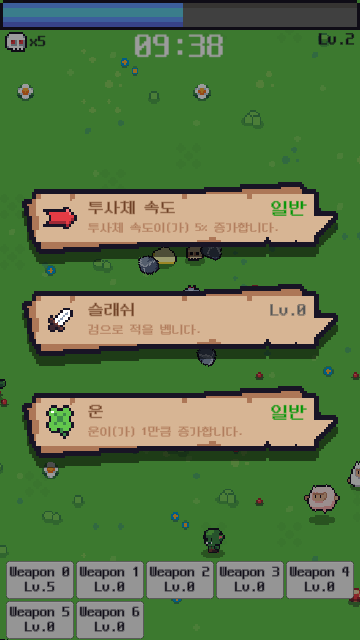 x5
09:38
Lv.2
투사체 속도
일반
투사체 속도이(가) 5% 증가합니다.
슬래쉬
Lv.0
검으로 적을 벱니다.
운
일반
운이(가) 1만큼 증가합니다.
Weapon 0 Weapon 1 Weapon 2 Weapon 3 Weapon 4
Lv.5 Lv.0 Lv.0 Lv.0 Lv.0
Weapon 5 Weapon 6
Lv.0 Lv.0